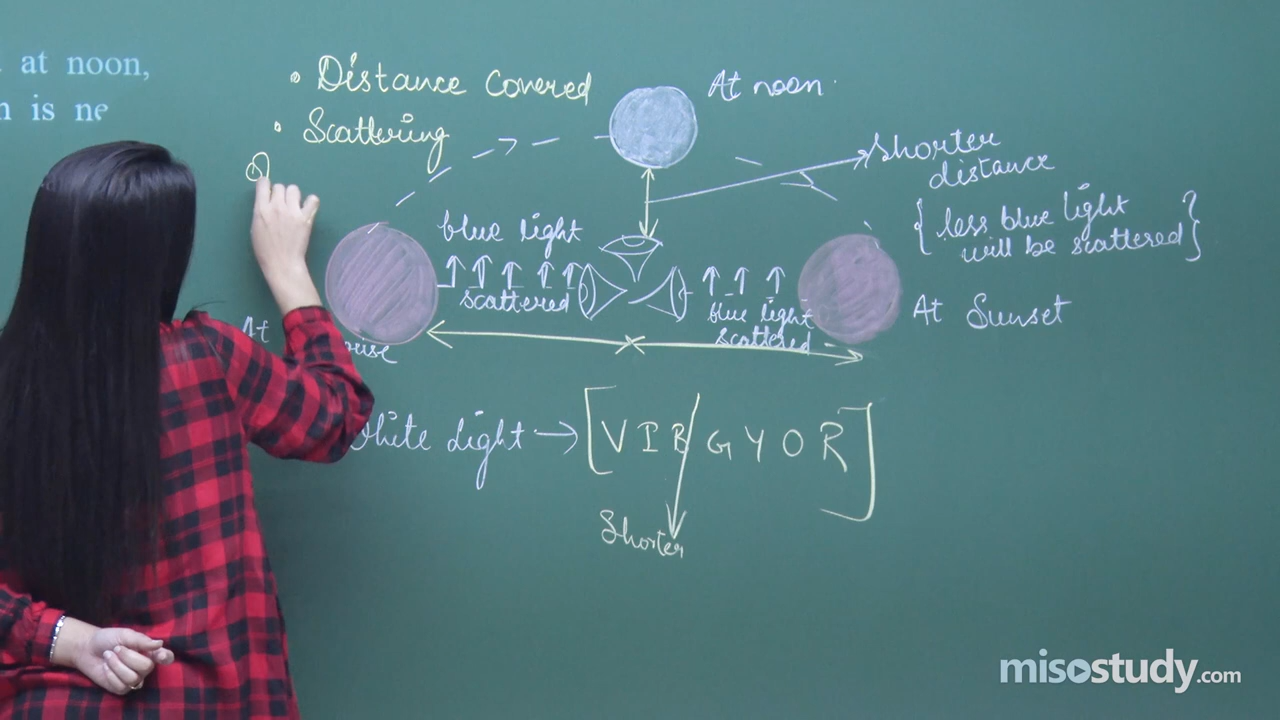 at noon,
is ne
• Distance Covered
• Scattering
At noon
Shorter
distance
{ less blue light
will be scattered }
blue light
scattered
blue light
scattered
At Sunset
At
White Light → [VIBGYOR]
Shorter
misostudy.com